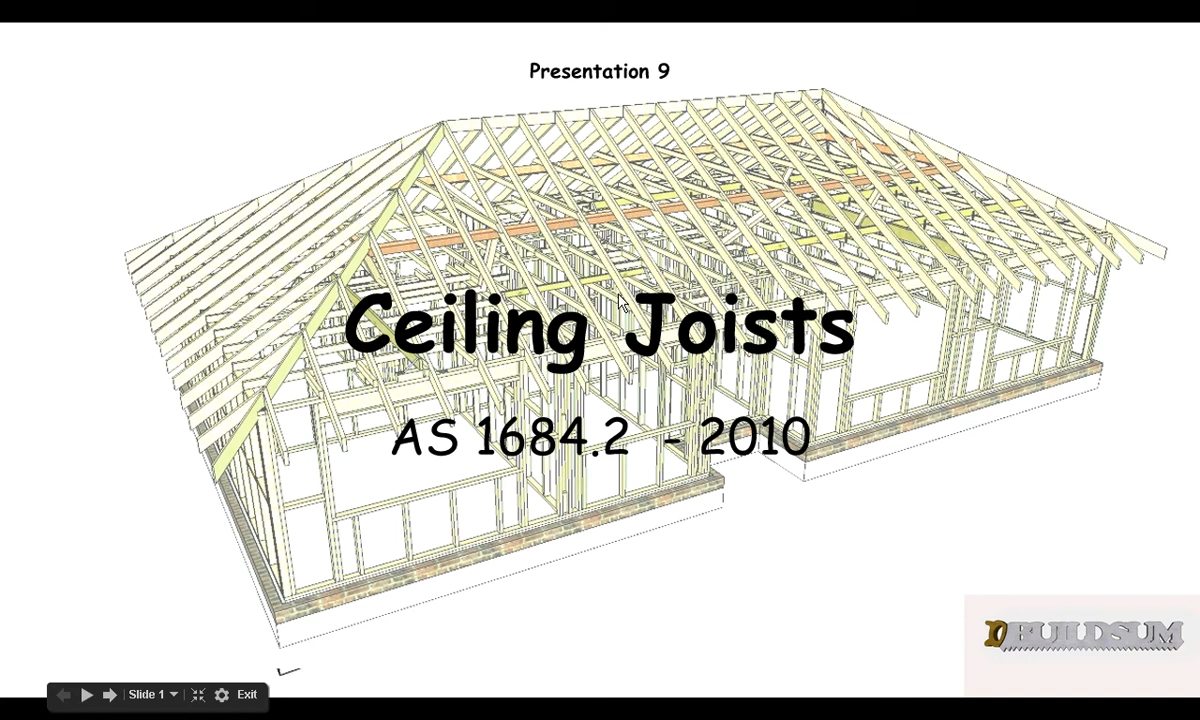 Presentation 9
Ceiling Joists
AS 1684.2 - 2010
BUILDSUM
Slide 1
Exit